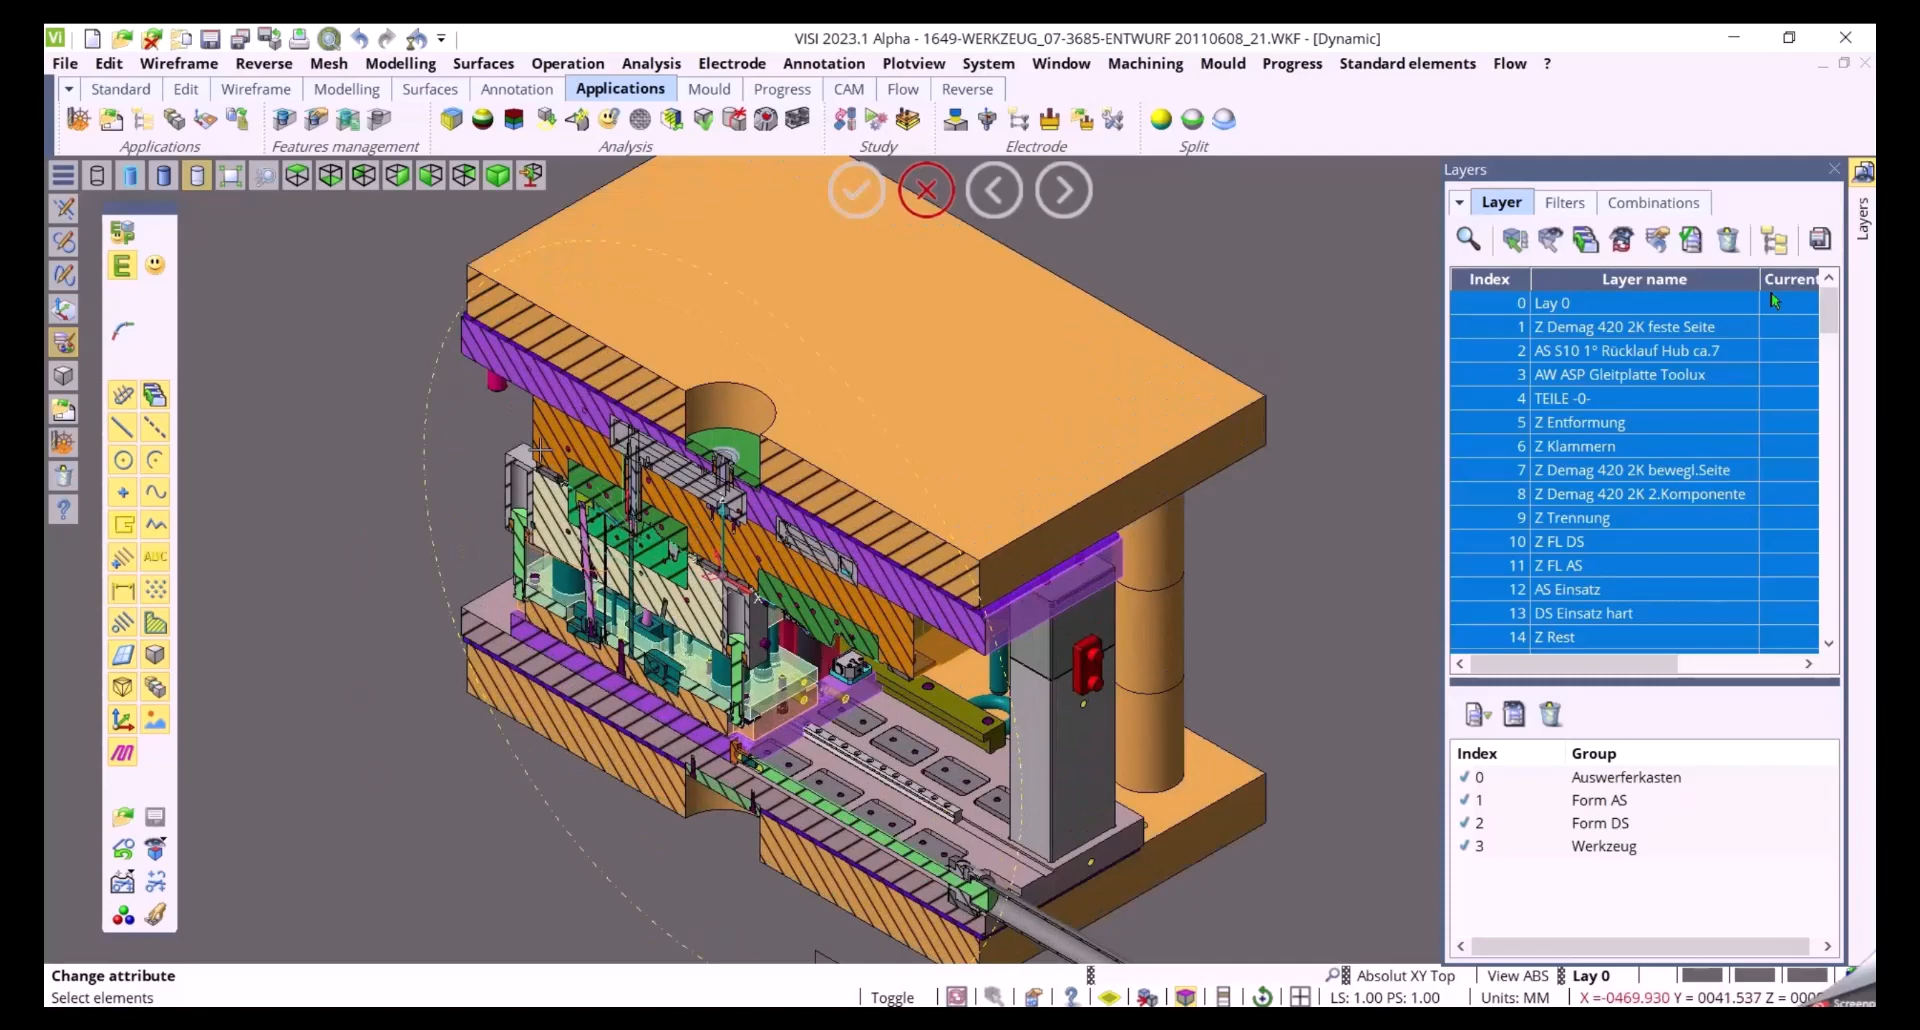 Vi
VISI 2023.1 Alpha - 1649-WERKZEUG_07-3685-ENTWURF 20110608_21.WKF - [Dynamic]
File Edit Wireframe Reverse Mesh Modelling Surfaces Operation Analysis Electrode Annotation Plotview System Window Machining Mould Progress Standard elements Flow ?
Standard Edit Wireframe Modelling Surfaces Annotation Applications Mould Progress CAM Flow Reverse
Applications Features management Analysis Study Electrode Split
Layers
Layers
Layer Filters Combinations
Index Layer name Current
0 Lay 0
1 Z Demag 420 2K feste Seite
2 AS S10 1° Rücklauf Hub ca.7
3 AW ASP Gleitplatte Toolux
4 TEILE -0-
5 Z Entformung
6 Z Klammern
7 Z Demag 420 2K bewegl.Seite
8 Z Demag 420 2K 2.Komponente
9 Z Trennung
10 Z FL DS
11 Z FL AS
12 AS Einsatz
13 DS Einsatz hart
14 Z Rest
Index Group
0 Auswerferkasten
1 Form AS
2 Form DS
3 Werkzeug
E
ABC
X
Change attribute
Select elements
Absolut XY Top View ABS Lay 0
Toggle LS: 1.00 PS: 1.00 Units: MM X =-0469.930 Y = 0041.537 Z =